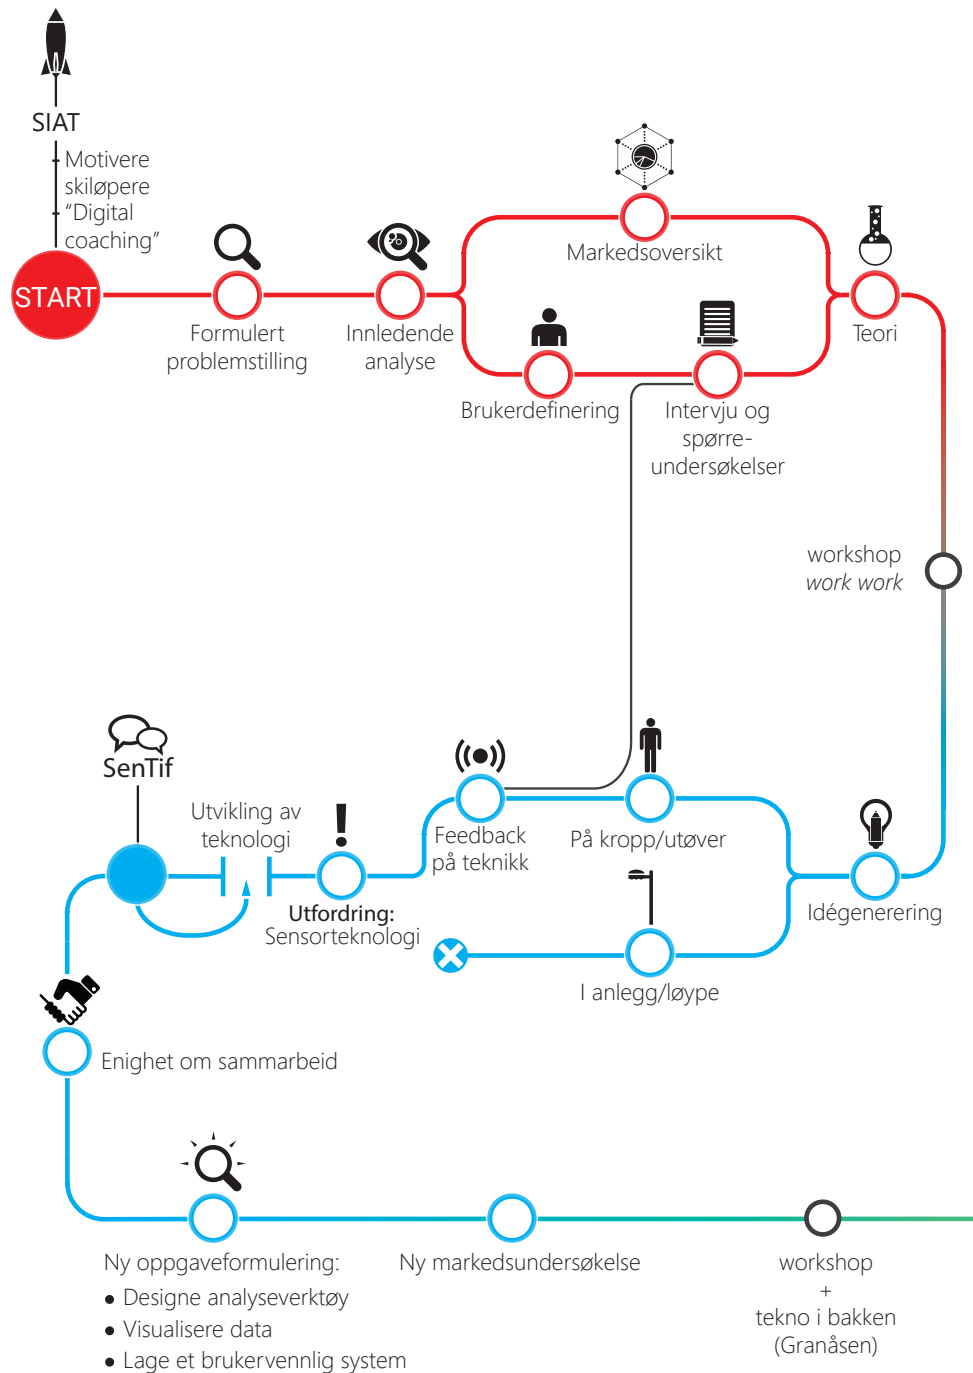 SIAT
Motivere
skiløpere
“Digital
coaching”
START
Formulert
problemstilling
Innledende
analyse
Markedsoversikt
Brukerdefinering
Intervju og
spørre-
undersøkelser
Teori
workshop
work work
SenTif
Utvikling av
teknologi
Utfordring:
Sensorteknologi
Feedback
på teknikk
På kropp/utøver
I anlegg/løype
Idégenerering
Enighet om sammarbeid
Ny oppgaveformulering:
● Designe analyseverktøy
● Visualisere data
● Lage et brukervennlig system
Ny markedsundersøkelse
workshop
+
tekno i bakken
(Granåsen)